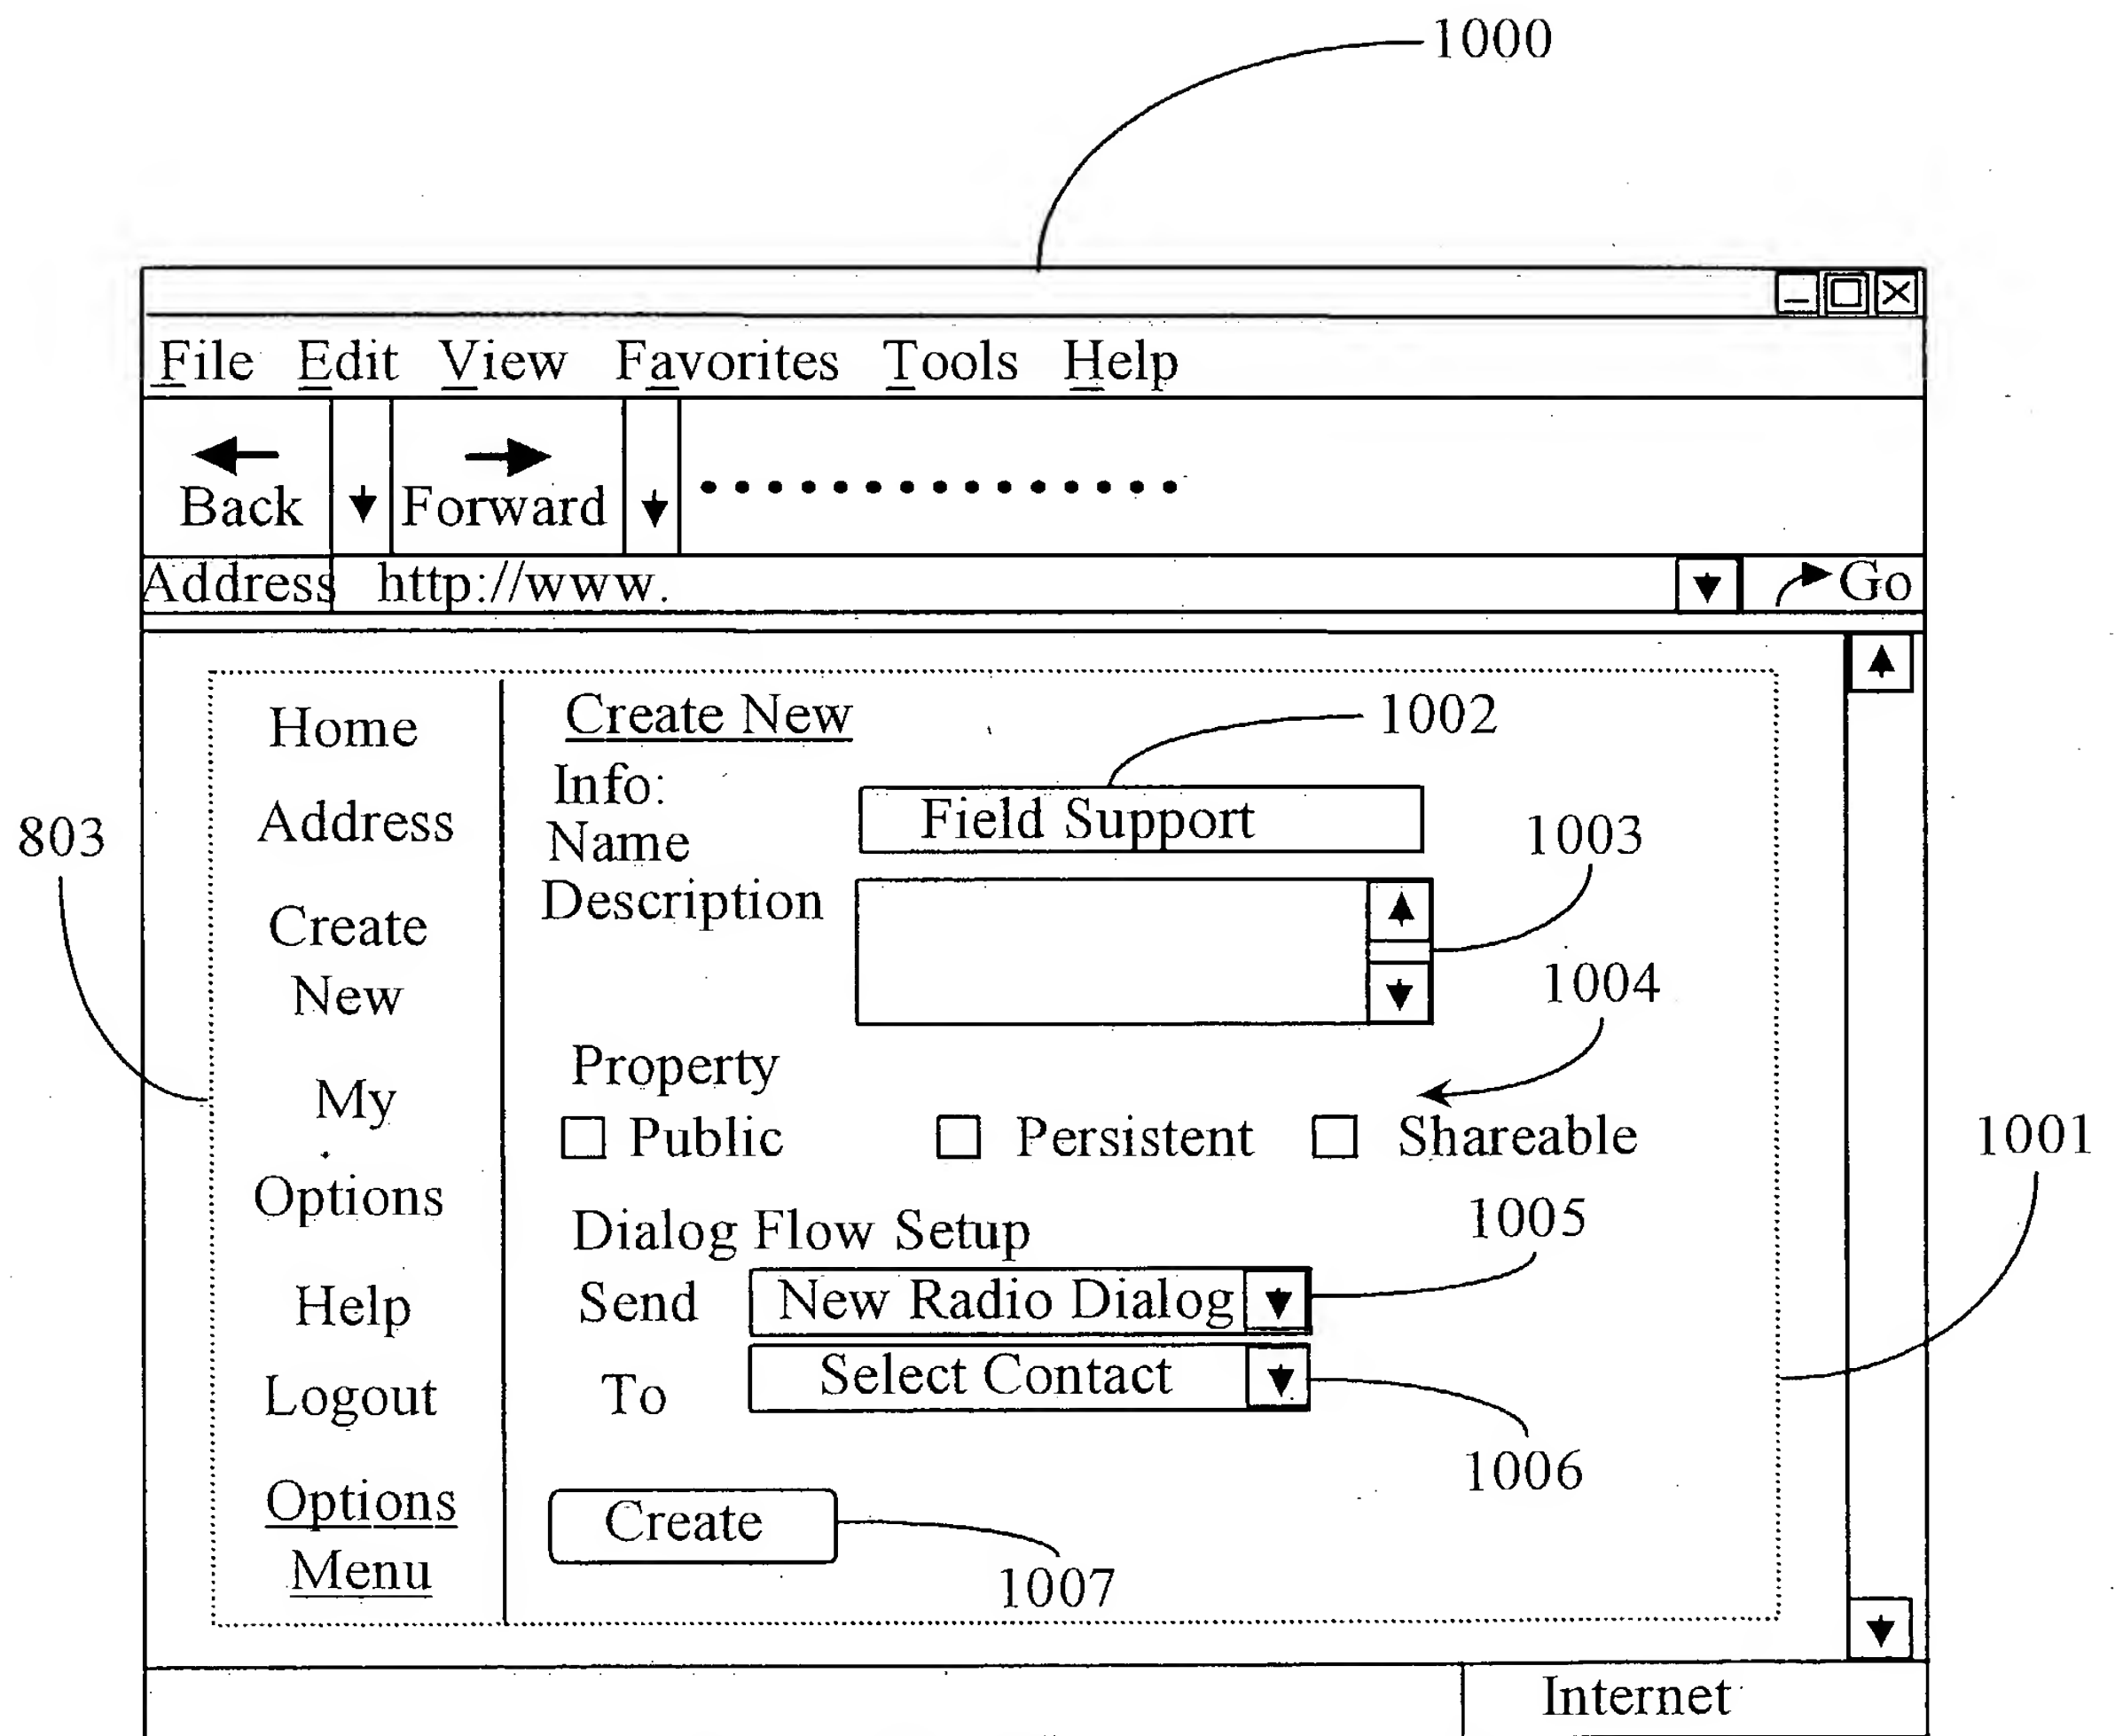 1000
File Edit View Favorites Tools Help
Back Forward
Address http://www. Go
Home
Address
Create
New
My
Options
Help
Logout
Options
Menu
803
Create New
1002
Info:
Name Field Support
1003
Description
1004
Property
Public Persistent Shareable
1001
Dialog Flow Setup
1005
Send New Radio Dialog
To Select Contact
1006
Create
1007
Internet